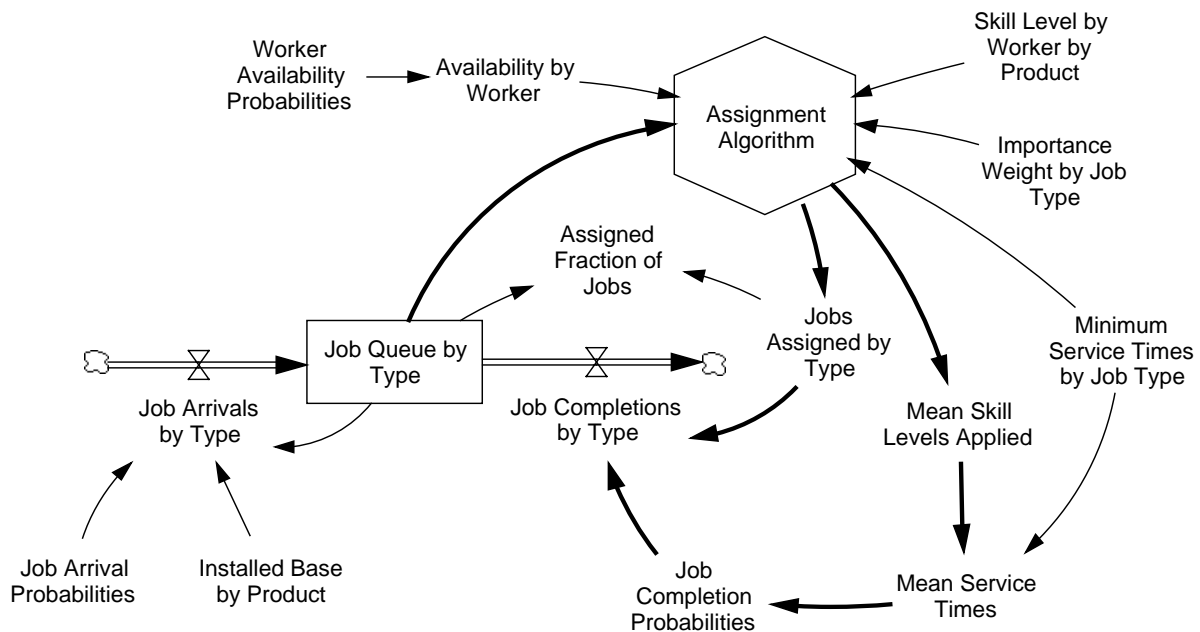 Skill Level by
Worker by
Product
Worker
Availability
Probabilities
Availability by
Worker
Assignment
Algorithm
Importance
Weight by Job
Type
Assigned
Fraction of
Jobs
Job Queue by
Type
Jobs
Assigned by
Type
Minimum
Service Times
by Job Type
Job Arrivals
by Type
Job Completions
by Type
Mean Skill
Levels Applied
Job Arrival
Probabilities
Installed Base
by Product
Job
Completion
Probabilities
Mean Service
Times